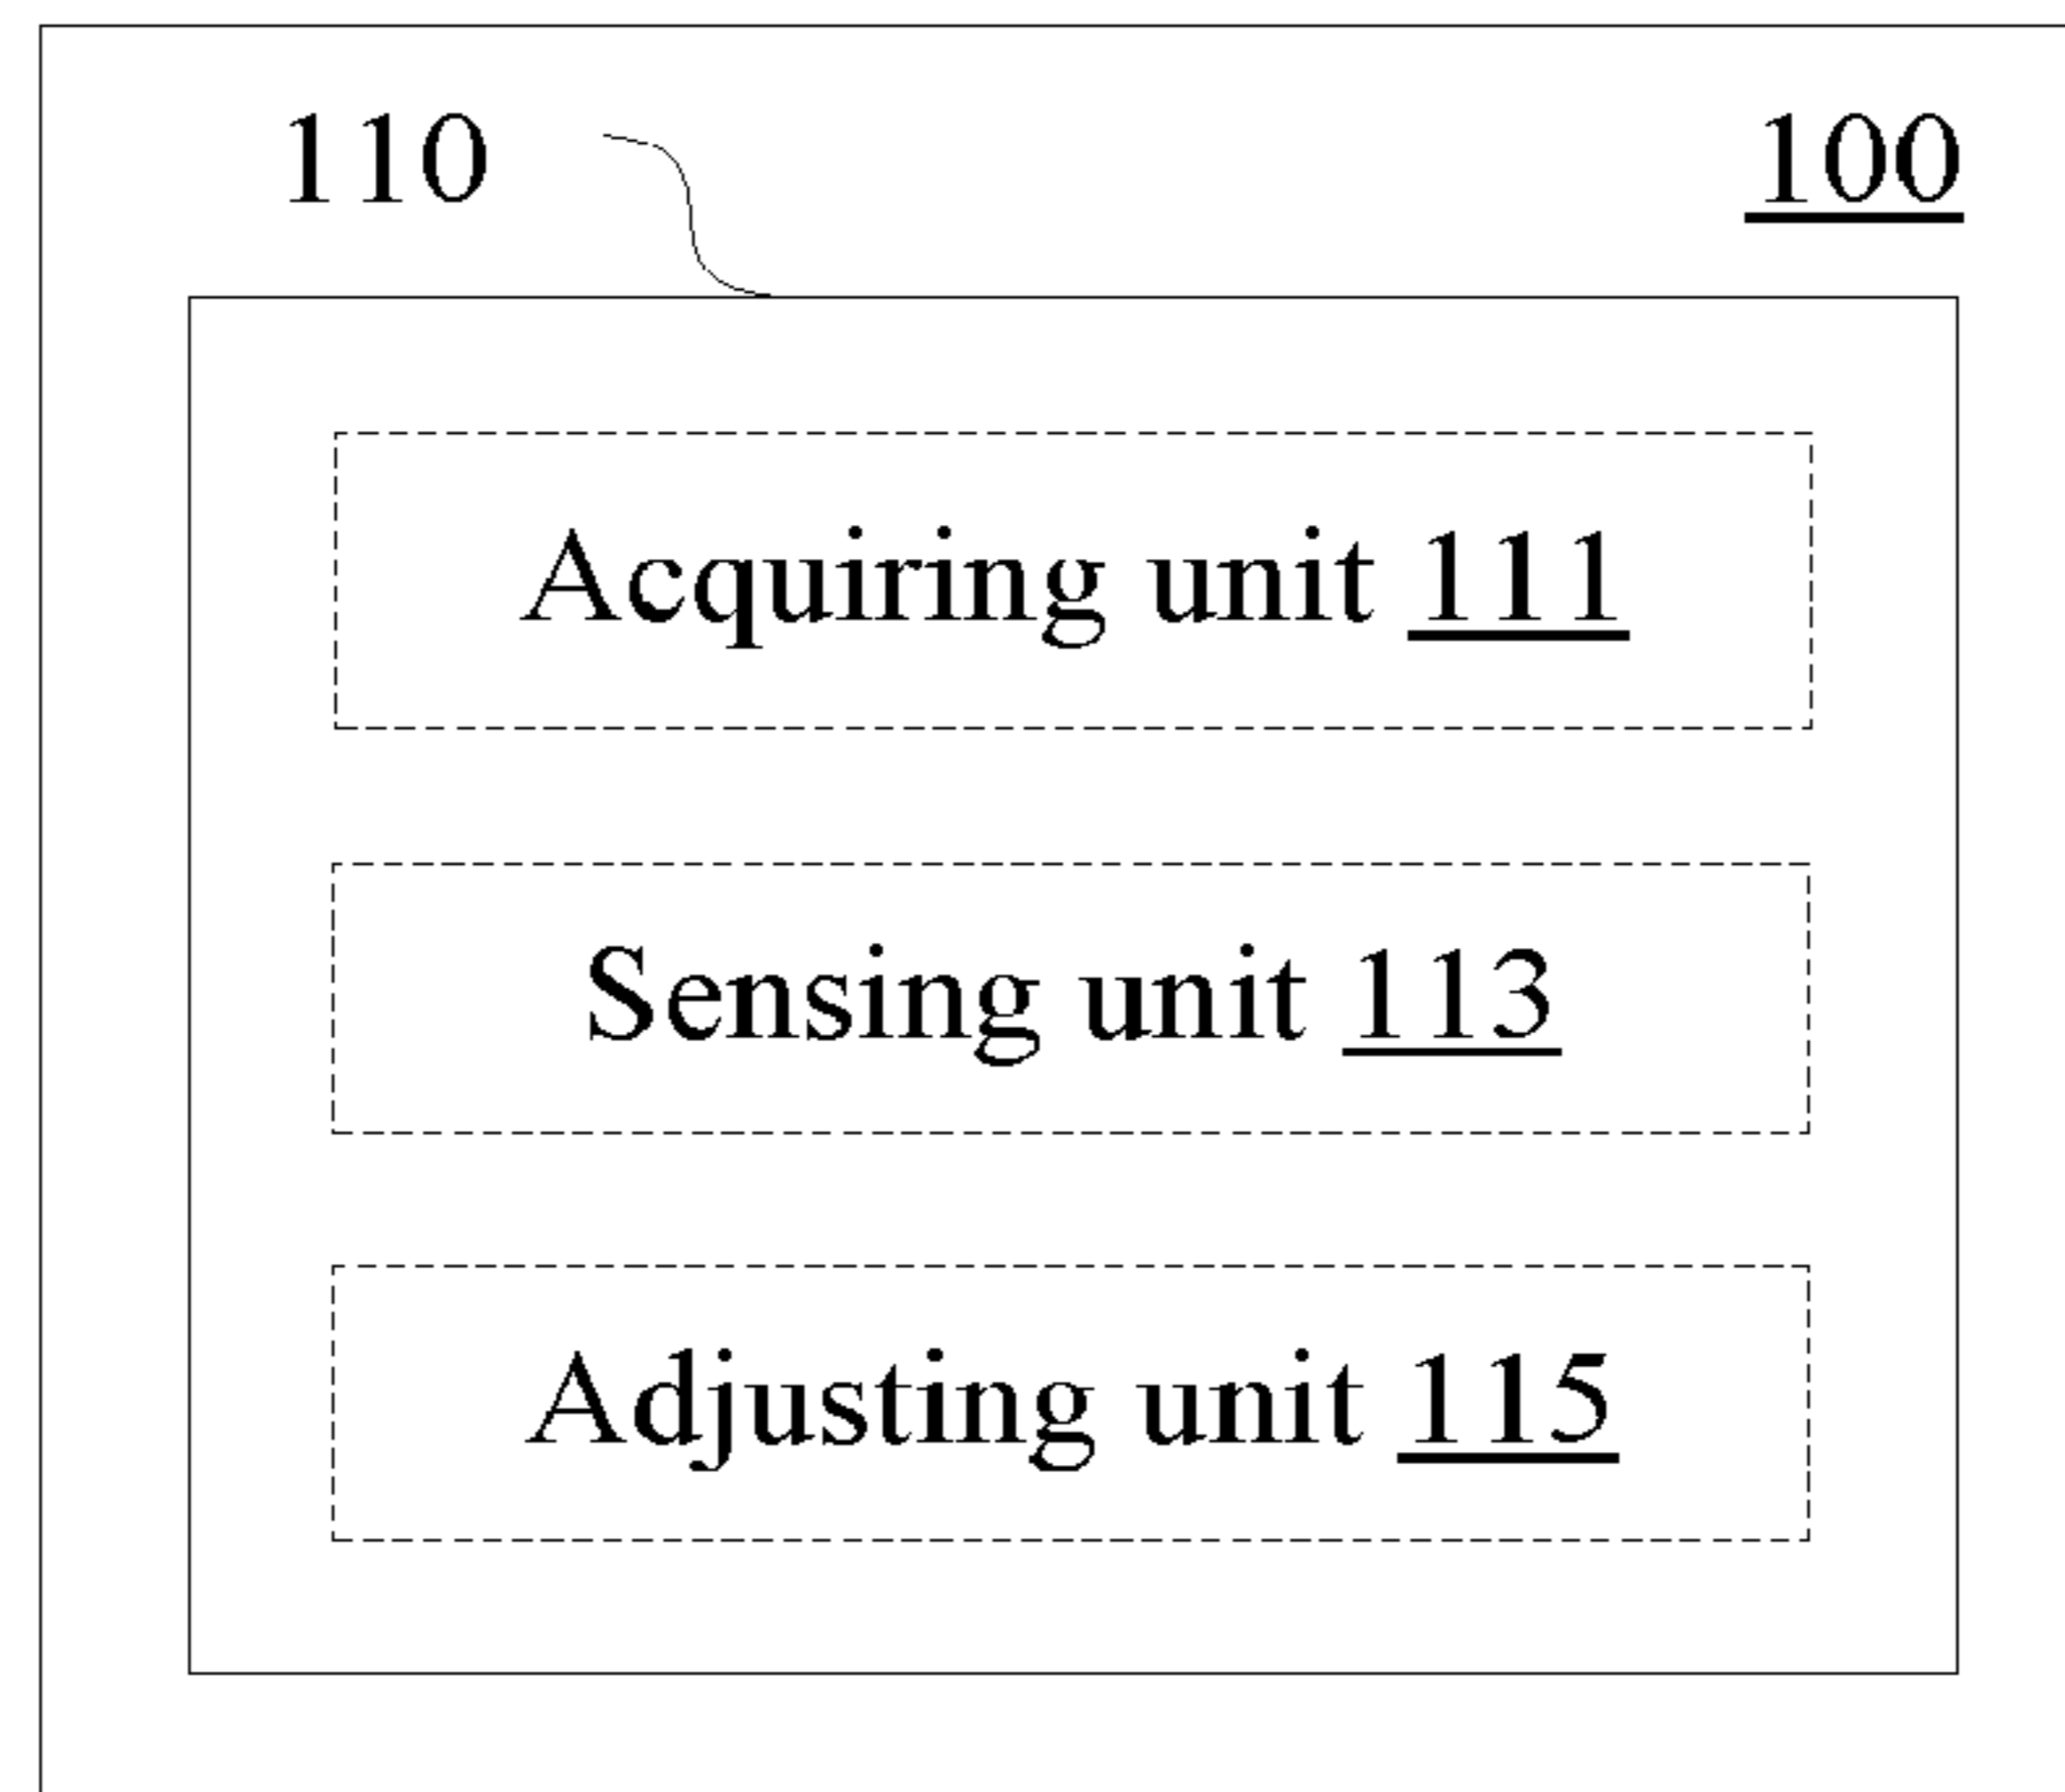 110
100
Acquiring unit 111
Sensing unit 113
Adjusting unit 115